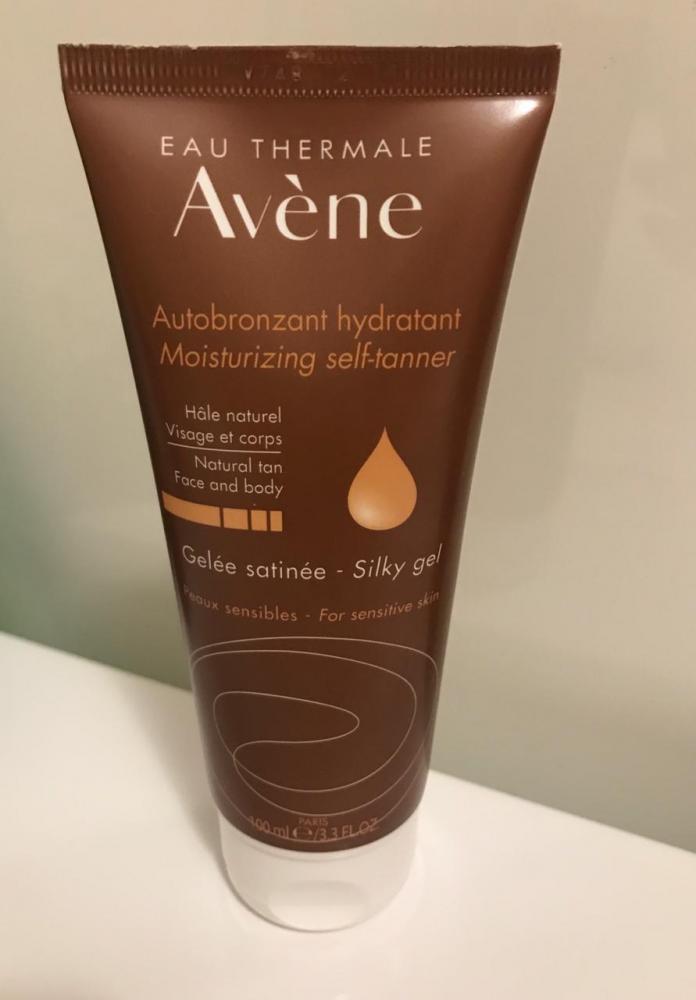 EAU THERMALE
Avène
Autobronzant hydratant
Moisturizing self-tanner
Hâle naturel
Visage et corps
Natural tan
Face and body
Gelée satinée - Silky gel
Peaux sensibles - For sensitive skin
PARIS
100 ml e/3.3 FL.OZ